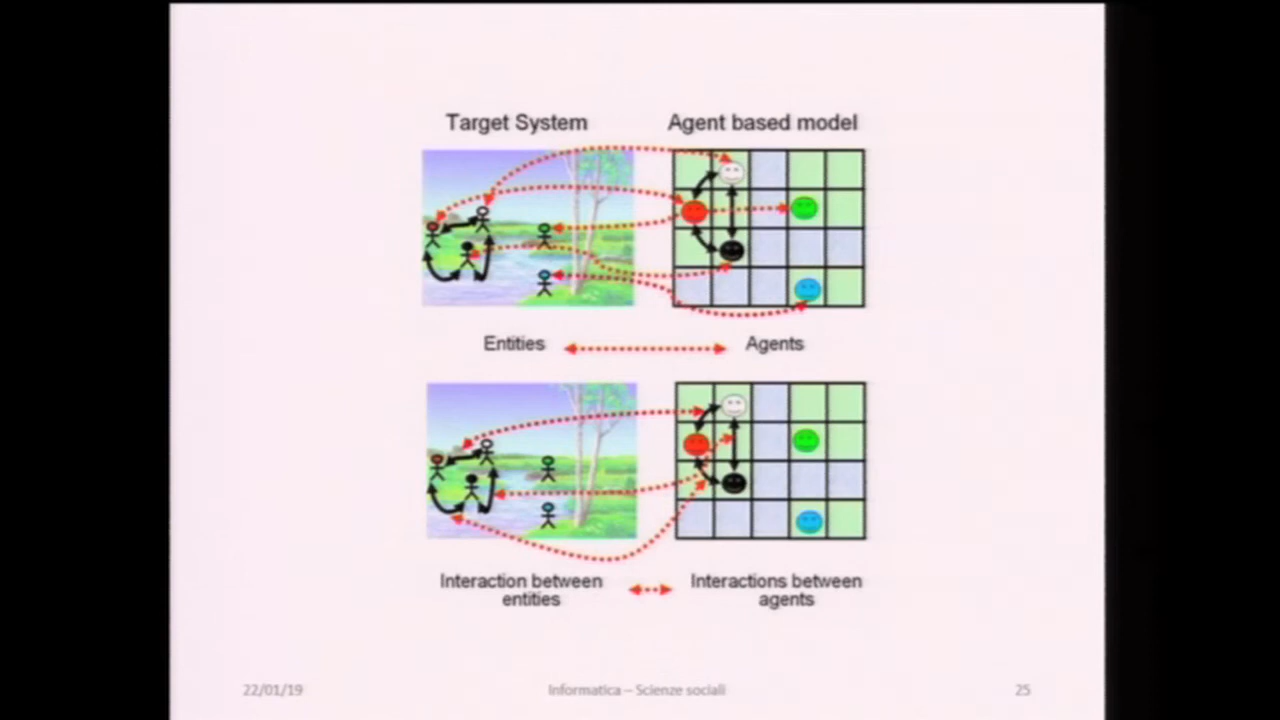 Target System
Agent based model
Entities
Agents
Interaction between
entities
Interactions between
agents
22/01/19
Informatica – Scienze sociali
25